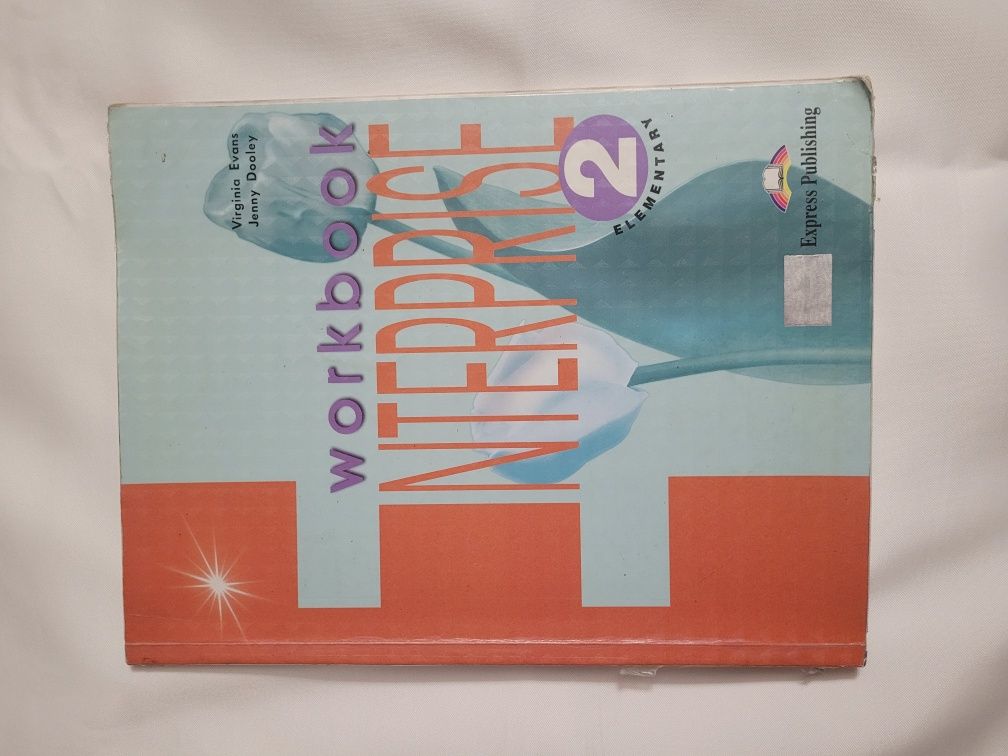 Virginia Evans
Jenny Dooley
workbook
ENTERPRISE
2
ELEMENTARY
Express Publishing